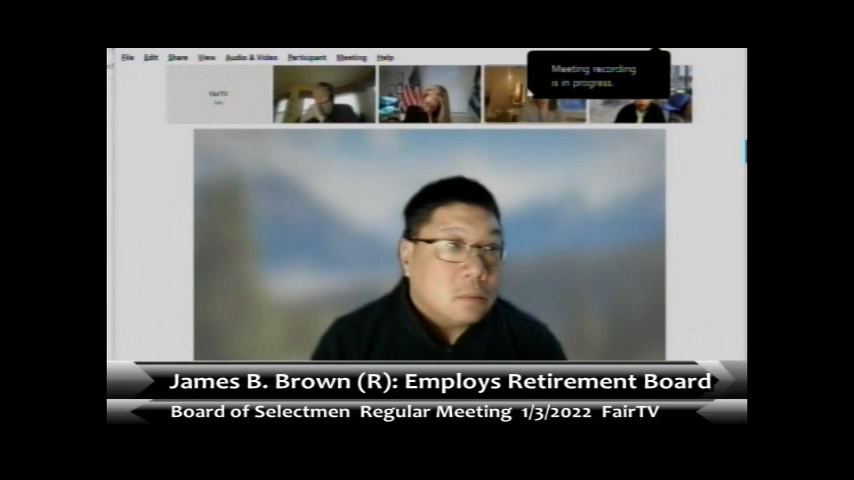 File Edit Share View Audio & Video Participant Meeting Help
Meeting recording
is in progress.
FairTV
James B. Brown (R): Employs Retirement Board
Board of Selectmen Regular Meeting 1/3/2022 FairTV